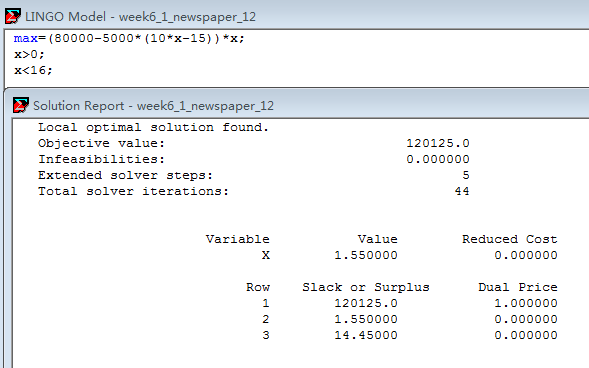 LINGO Model - week6_1_newspaper_12
max=(80000-5000*(10*x-15))*x;
x>0;
x<16;
Solution Report - week6_1_newspaper_12
Local optimal solution found.
Objective value: 120125.0
Infeasibilities: 0.000000
Extended solver steps: 5
Total solver iterations: 44
Variable Value Reduced Cost
X 1.550000 0.000000
Row Slack or Surplus Dual Price
1 120125.0 1.000000
2 1.550000 0.000000
3 14.45000 0.000000